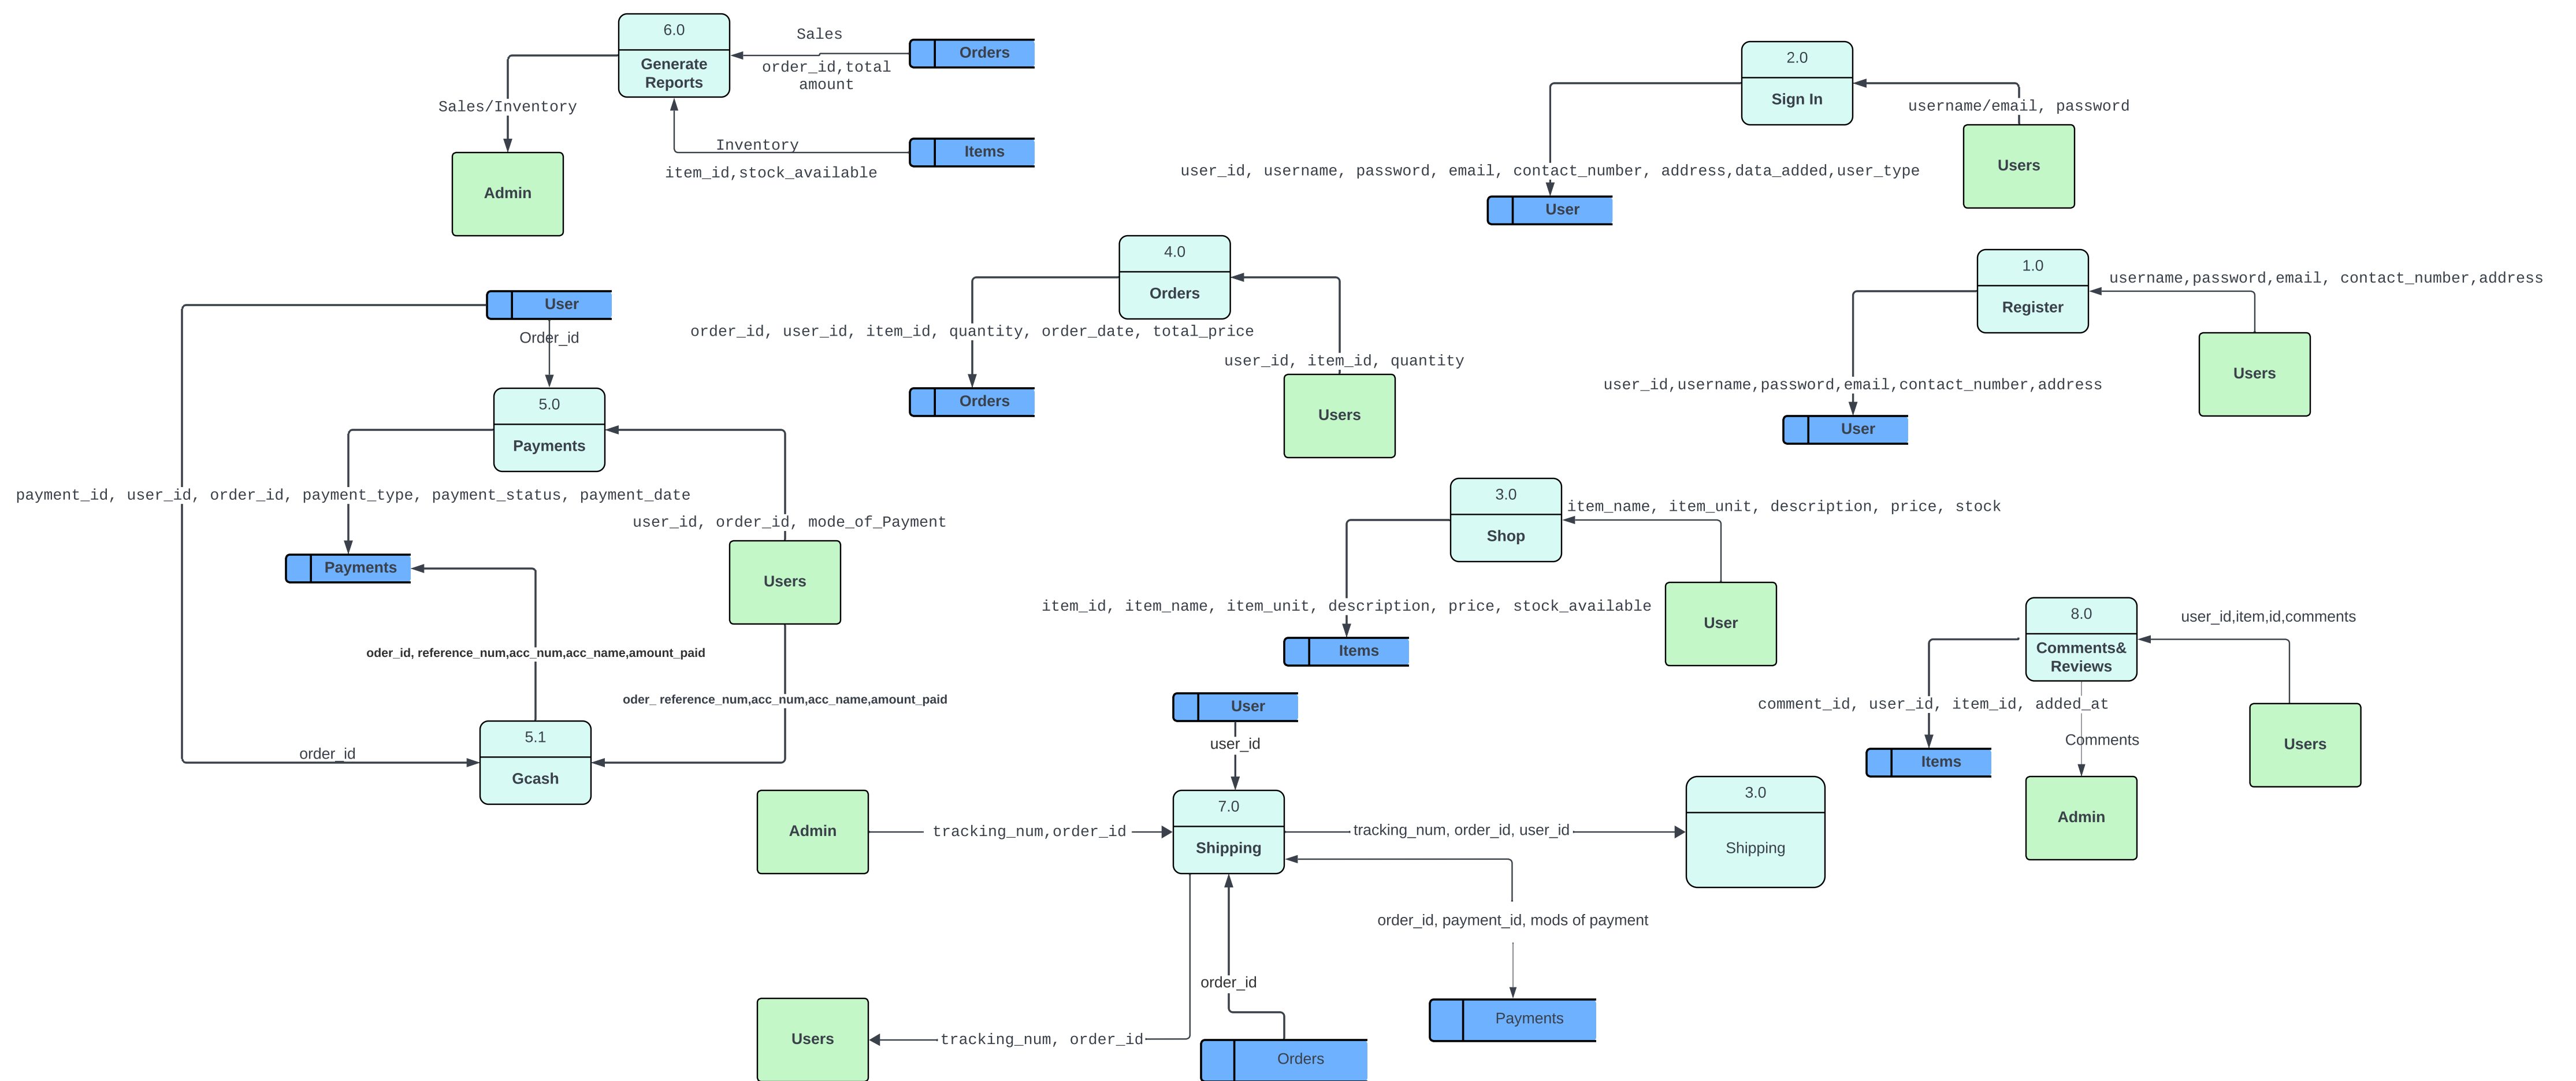 6.0
Generate
Reports
Sales
order_id,total
amount
Orders
Sales/Inventory
Inventory
item_id,stock_available
Items
Admin
2.0
Sign In
username/email, password
Users
user_id, username, password, email, contact_number, address,data_added,user_type
User
4.0
Orders
order_id, user_id, item_id, quantity, order_date, total_price
user_id, item_id, quantity
Orders
Users
1.0
Register
username,password,email, contact_number,address
Users
user_id,username,password,email,contact_number,address
User
User
Order_id
5.0
Payments
payment_id, user_id, order_id, payment_type, payment_status, payment_date
user_id, order_id, mode_of_Payment
Payments
Users
oder_id, reference_num,acc_num,acc_name,amount_paid
oder_ reference_num,acc_num,acc_name,amount_paid
5.1
Gcash
order_id
3.0
Shop
item_name, item_unit, description, price, stock
item_id, item_name, item_unit, description, price, stock_available
User
Items
8.0
Comments&
Reviews
user_id,item,id,comments
comment_id, user_id, item_id, added_at
Comments
Items
Users
Admin
User
user_id
Admin
tracking_num,order_id
7.0
Shipping
tracking_num, order_id, user_id
3.0
Shipping
order_id, payment_id, mods of payment
order_id
Users
tracking_num, order_id
Payments
Orders